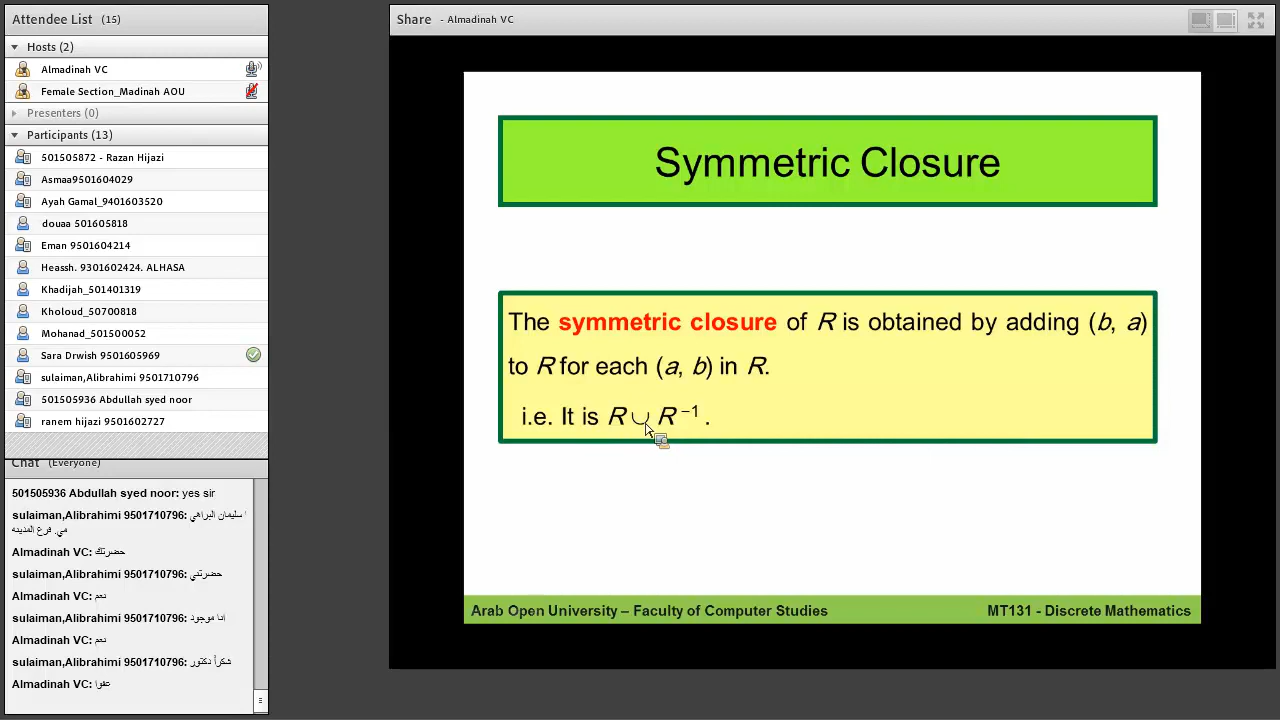 Attendee List (15)
Hosts (2)
Almadinah VC
Female Section_Madinah AOU
Presenters (0)
Participants (13)
501505872 - Razan Hijazi
Asmaa9501604029
Ayah Gamal_9401603520
douaa 501605818
Eman 9501604214
Heassh. 9301602424. ALHASA
Khadijah_501401319
Kholoud_50700818
Mohanad_501500052
Sara Drwish 9501605969
sulaiman,Alibrahimi 9501710796
501505936 Abdullah syed noor
ranem hijazi 9501602727
Chat (Everyone)
501505936 Abdullah syed noor: yes sir
sulaiman,Alibrahimi 9501710796: سليمان البراهي
مي. فرع المدينه
Almadinah VC: حضرتك
sulaiman,Alibrahimi 9501710796: حضرتني
Almadinah VC: نعم
sulaiman,Alibrahimi 9501710796: انا موجود
Almadinah VC: نعم
sulaiman,Alibrahimi 9501710796: شكراً دكتور
Almadinah VC: عفوا
Share - Almadinah VC
Symmetric Closure
The symmetric closure of R is obtained by adding (b, a)
to R for each (a, b) in R.
i.e. It is R ∪ R⁻¹ .
Arab Open University – Faculty of Computer Studies
MT131 - Discrete Mathematics